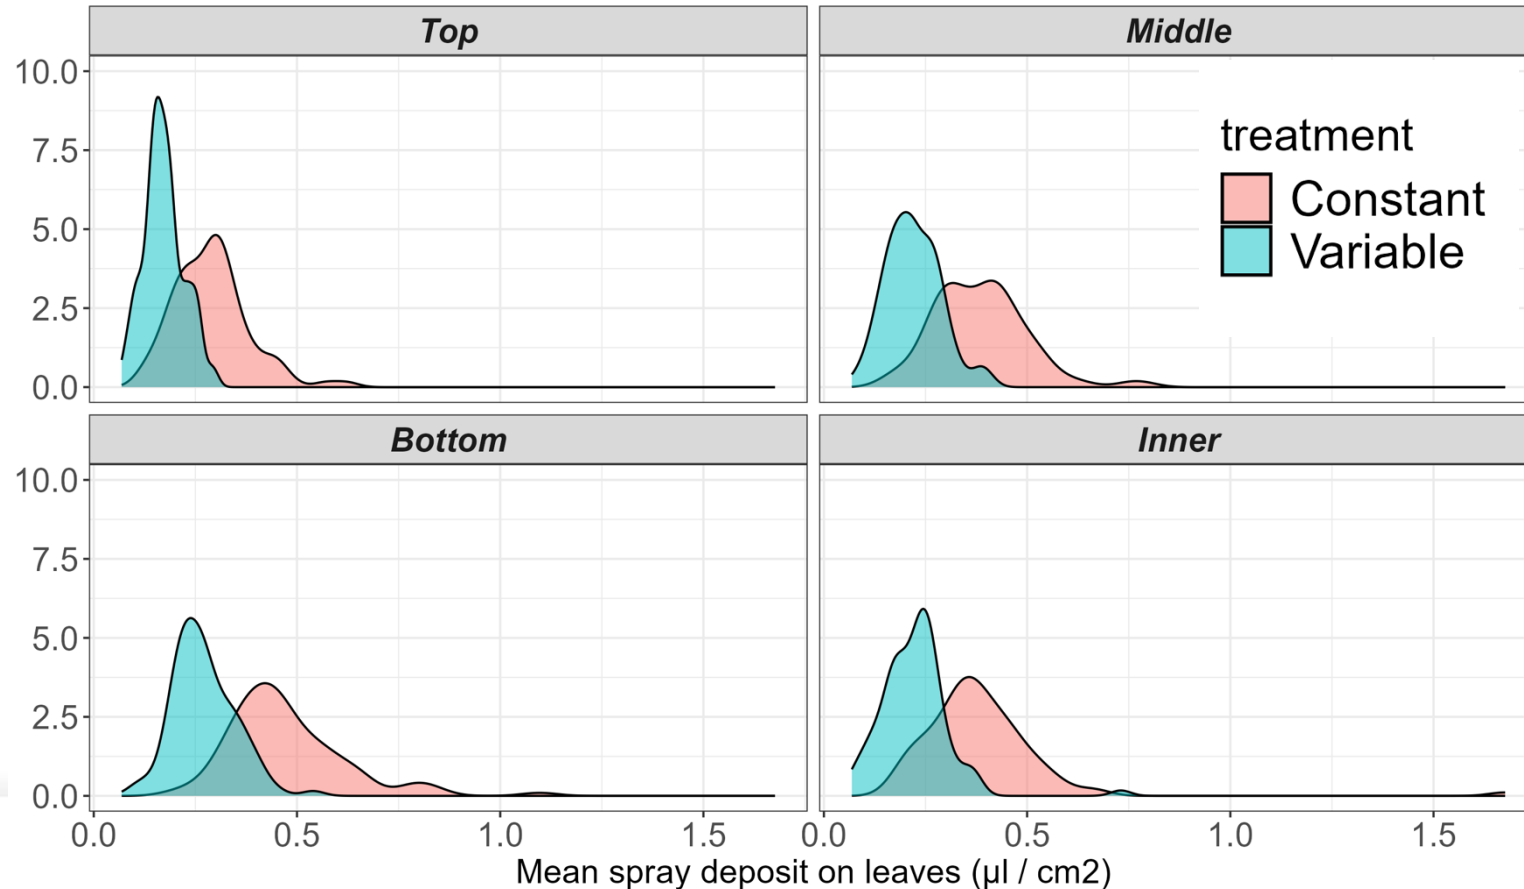 Top
Middle
10.0
7.5
5.0
2.5
0.0
treatment
Constant
Variable
Bottom
Inner
10.0
7.5
5.0
2.5
0.0
0.0 0.5 1.0 1.5 0.0 0.5 1.0 1.5
Mean spray deposit on leaves (µl / cm2)